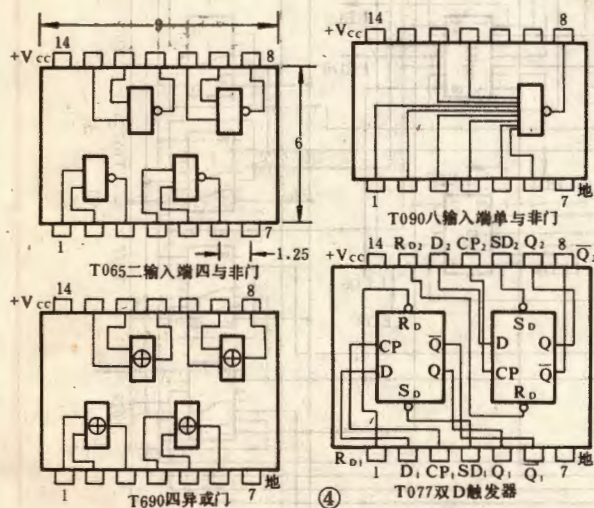 9
14
8
+Vcc
6
1
7
1.25
T065二输入端四与非门
14
8
+Vcc
1
7
地
T090八输入端单与非门
14
8
+Vcc
⊕
⊕
⊕
⊕
1
7
地
T690四异或门
+Vcc
14 RD2 D2 CP2 SD2 Q2 8 Q̅2
RD
CP Q̅
D Q
SD
SD
D Q
CP Q̅
RD
RD1 1 D1 CP1 SD1 Q1 Q̅1 7 地
T077双D触发器
④